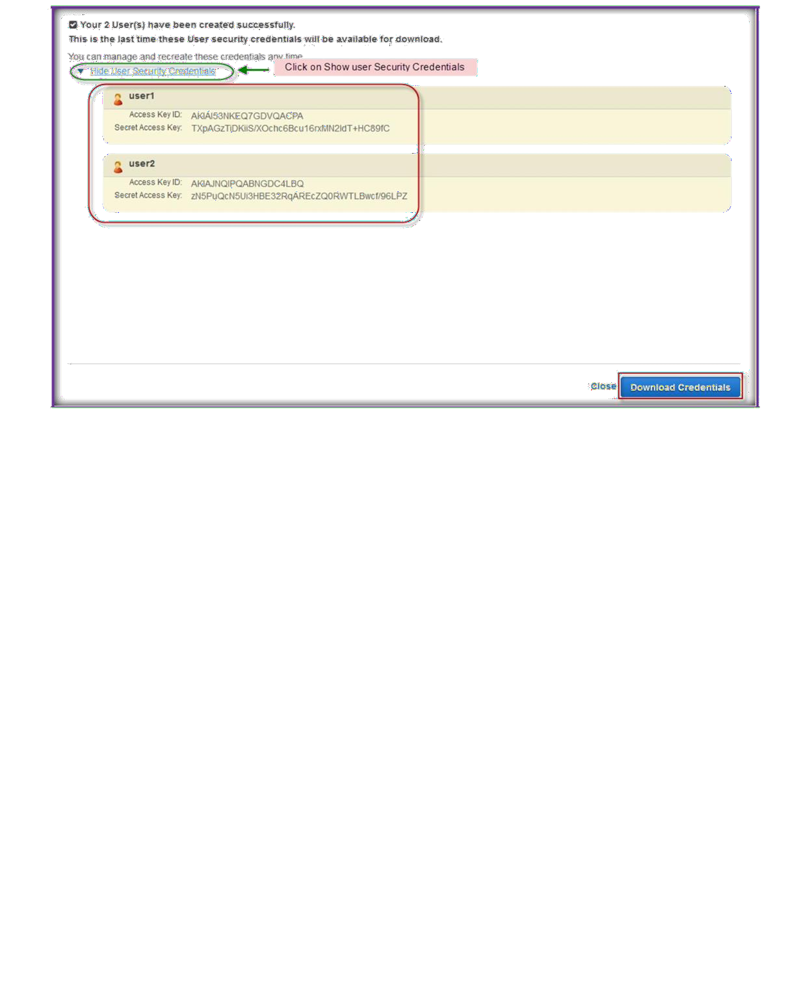 Your 2 User(s) have been created successfully.
This is the last time these User security credentials will be available for download.
You can manage and recreate these credentials any time.
Hide User Security Credentials
Click on Show user Security Credentials
user1
Access Key ID: AKIAI53NKEQ7GDVQACPA
Secret Access Key: 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
user2
Access Key ID: AKIAJNQIPQABNGDC4LBQ
Secret Access Key: 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
Close
Download Credentials